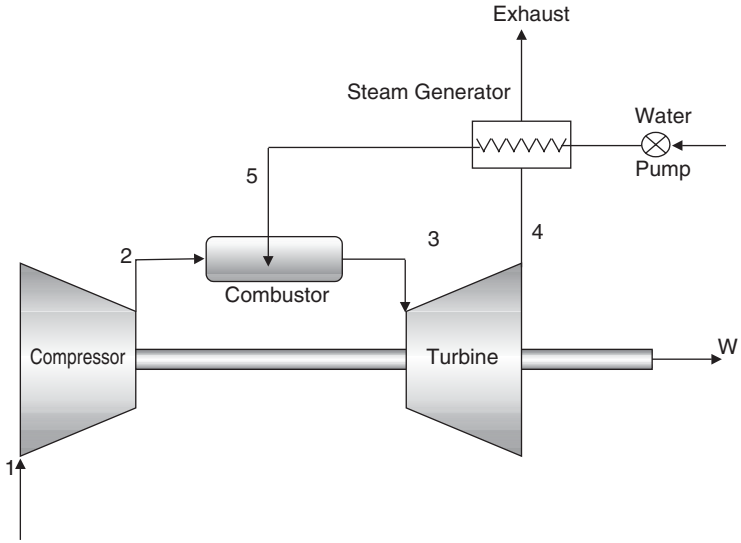 Exhaust
Steam Generator
Water
Pump
5
2
3
4
Combustor
Compressor
Turbine
W
1